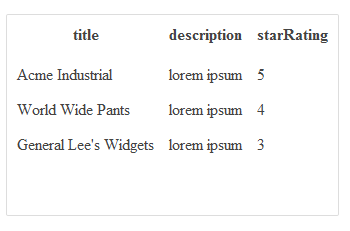 title description starRating
Acme Industrial lorem ipsum 5
World Wide Pants lorem ipsum 4
General Lee's Widgets lorem ipsum 3